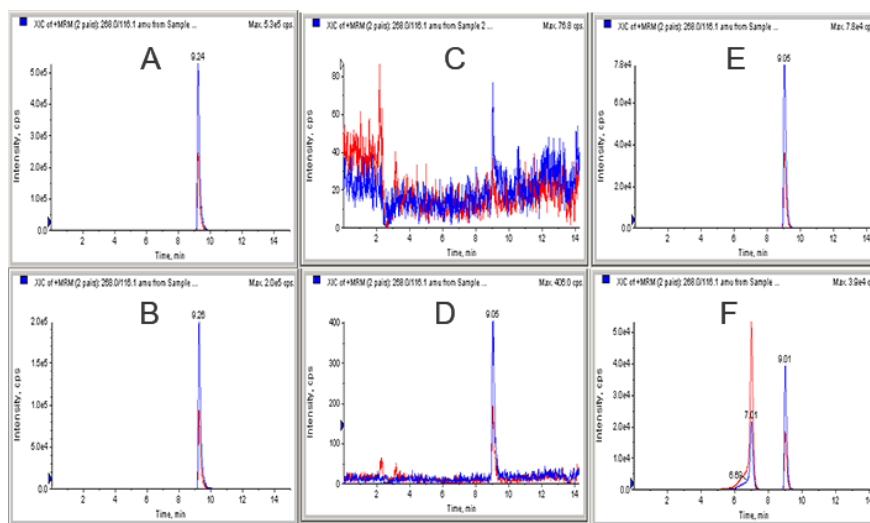 XIC of +MRM (2 pairs): 268.0/116.1 amu from Sample ... Max. 5.3e5 cps.
A
9.24
5.0e5
4.0e5
3.0e5
2.0e5
1.0e5
0.0
Intensity, cps
2 4 6 8 10 12 14
Time, min
XIC of +MRM (2 pairs): 268.0/116.1 amu from Sample 2 ... Max. 76.8 cps.
C
80
60
40
20
0
Intensity, cps
2 4 6 8 10 12 14
Time, min
XIC of +MRM (2 pairs): 268.0/116.1 amu from Sample ... Max. 7.8e4 cps.
E
9.05
7.8e4
6.0e4
4.0e4
2.0e4
0.0
Intensity, cps
2 4 6 8 10 12 14
Time, min
XIC of +MRM (2 pairs): 268.0/116.1 amu from Sample ... Max. 2.0e5 cps.
B
9.26
2.0e5
1.5e5
1.0e5
5.0e4
0.0
Intensity, cps
2 4 6 8 10 12 14
Time, min
XIC of +MRM (2 pairs): 268.0/116.1 amu from Sample ... Max. 406.0 cps.
D
9.05
400
300
200
100
0
Intensity, cps
2 4 6 8 10 12 14
Time, min
XIC of +MRM (2 pairs): 268.0/116.1 amu from Sample ... Max. 3.9e4 cps.
F
9.01
7.01
6.69
5.0e4
4.0e4
3.0e4
2.0e4
1.0e4
0.0
Intensity, cps
2 4 6 8 10 12 14
Time, min